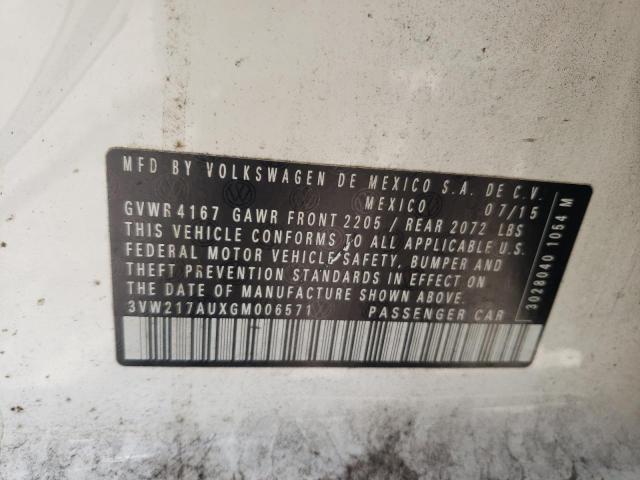 MFD BY VOLKSWAGEN DE MEXICO S.A. DE C.V.
MEXICO 07/15
GVWR 4167 GAWR FRONT 2205 / REAR 2072 LBS
THIS VEHICLE CONFORMS TO ALL APPLICABLE U.S.
FEDERAL MOTOR VEHICLE SAFETY, BUMPER AND
THEFT PREVENTION STANDARDS IN EFFECT ON
THE DATE OF MANUFACTURE SHOWN ABOVE.
3VW217AUXGM006571 PASSENGER CAR
3028040 1054 M